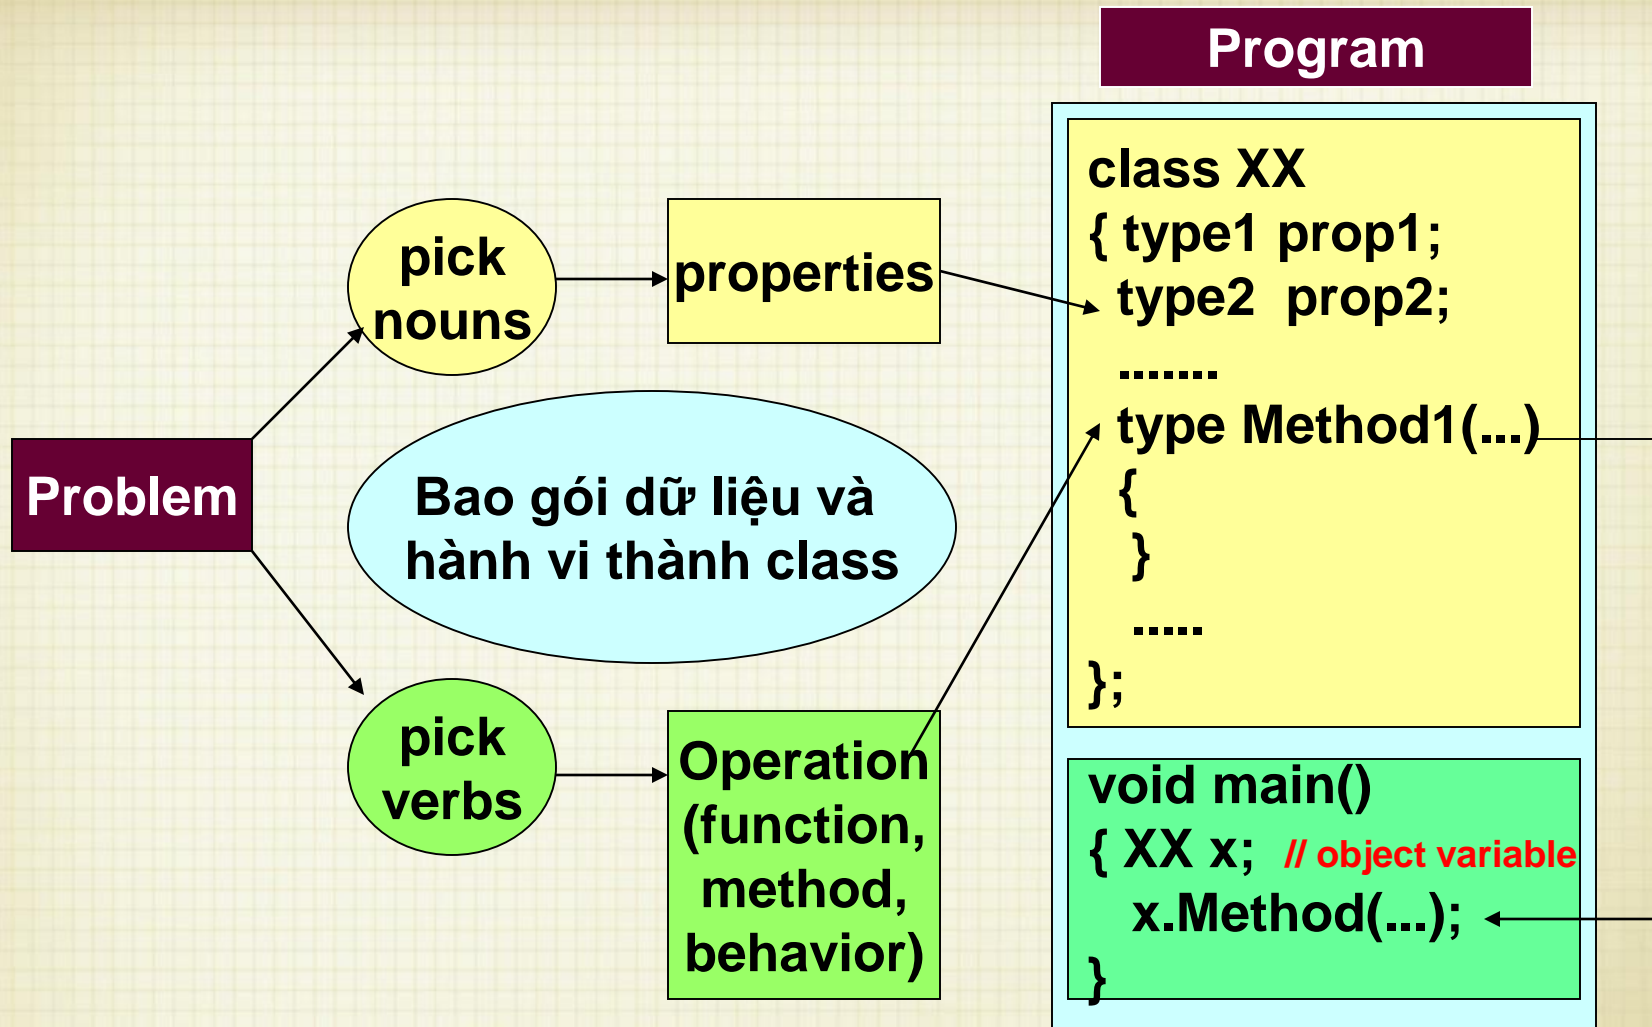 Program
Problem
pick
nouns
properties
Bao gói dữ liệu và
hành vi thành class
pick
verbs
Operation
(function,
method,
behavior)
class XX
{ type1 prop1;
type2 prop2;
.......
type Method1(...)
{
}
.....
};
void main()
{ XX x; // object variable
x.Method(...);
}